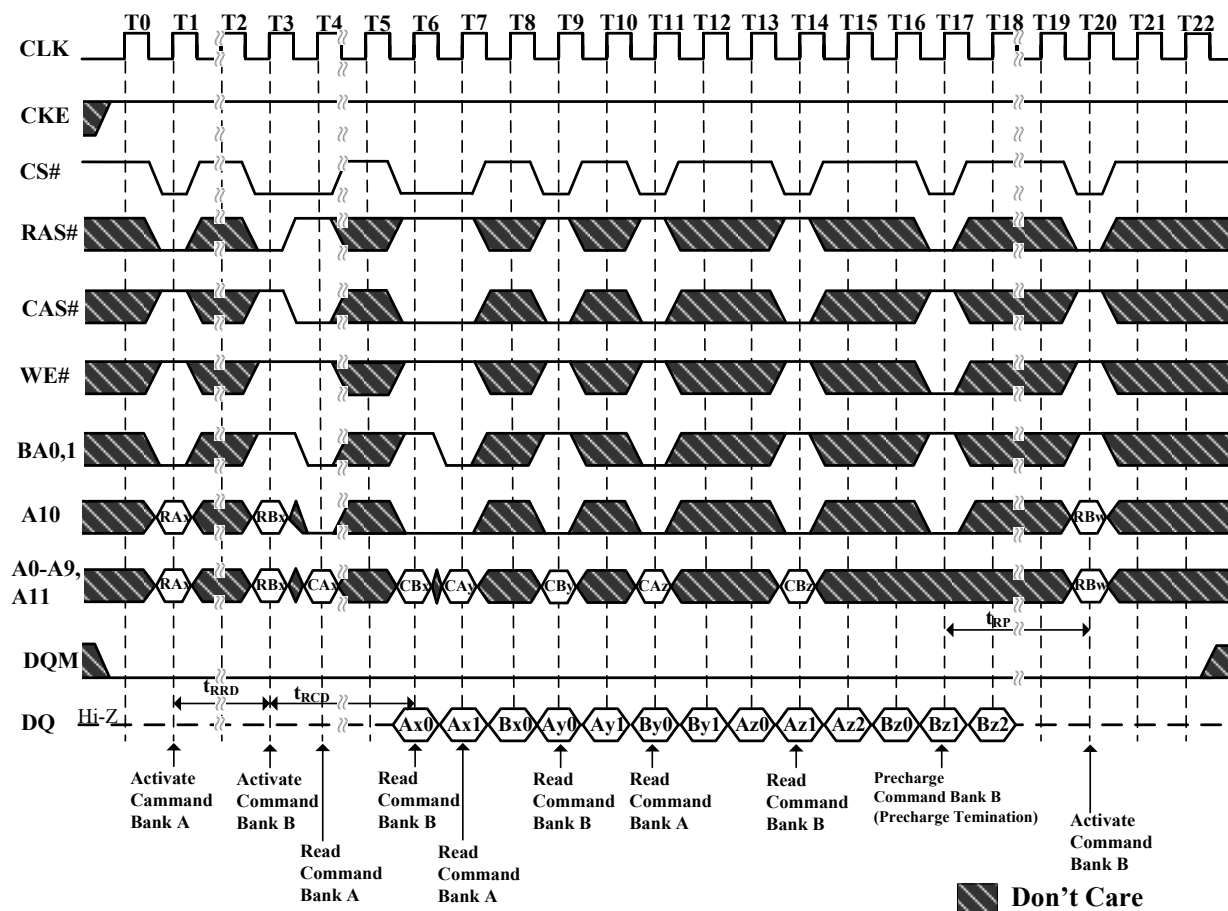 T0 T1 T2 T3 T4 T5 T6 T7 T8 T9 T10 T11 T12 T13 T14 T15 T16 T17 T18 T19 T20 T21 T22
CLK
CKE
CS#
RAS#
CAS#
WE#
BA0,1
A10 RAx RBx RBw
A0-A9,
A11
RAx RBx CAx CBx CAy CBy CAz CBz RBw
tRP
DQM
tRRD tRCD
DQ Hi-Z Ax0 Ax1 Bx0 Ay0 Ay1 By0 By1 Az0 Az1 Az2 Bz0 Bz1 Bz2
Activate
Cammand
Bank A
Activate
Command
Bank B
Read
Command
Bank A
Read
Command
Bank B
Read
Command
Bank A
Read
Command
Bank B
Read
Command
Bank A
Read
Command
Bank B
Precharge
Command Bank B
(Precharge Temination)
Activate
Command
Bank B
Don't Care